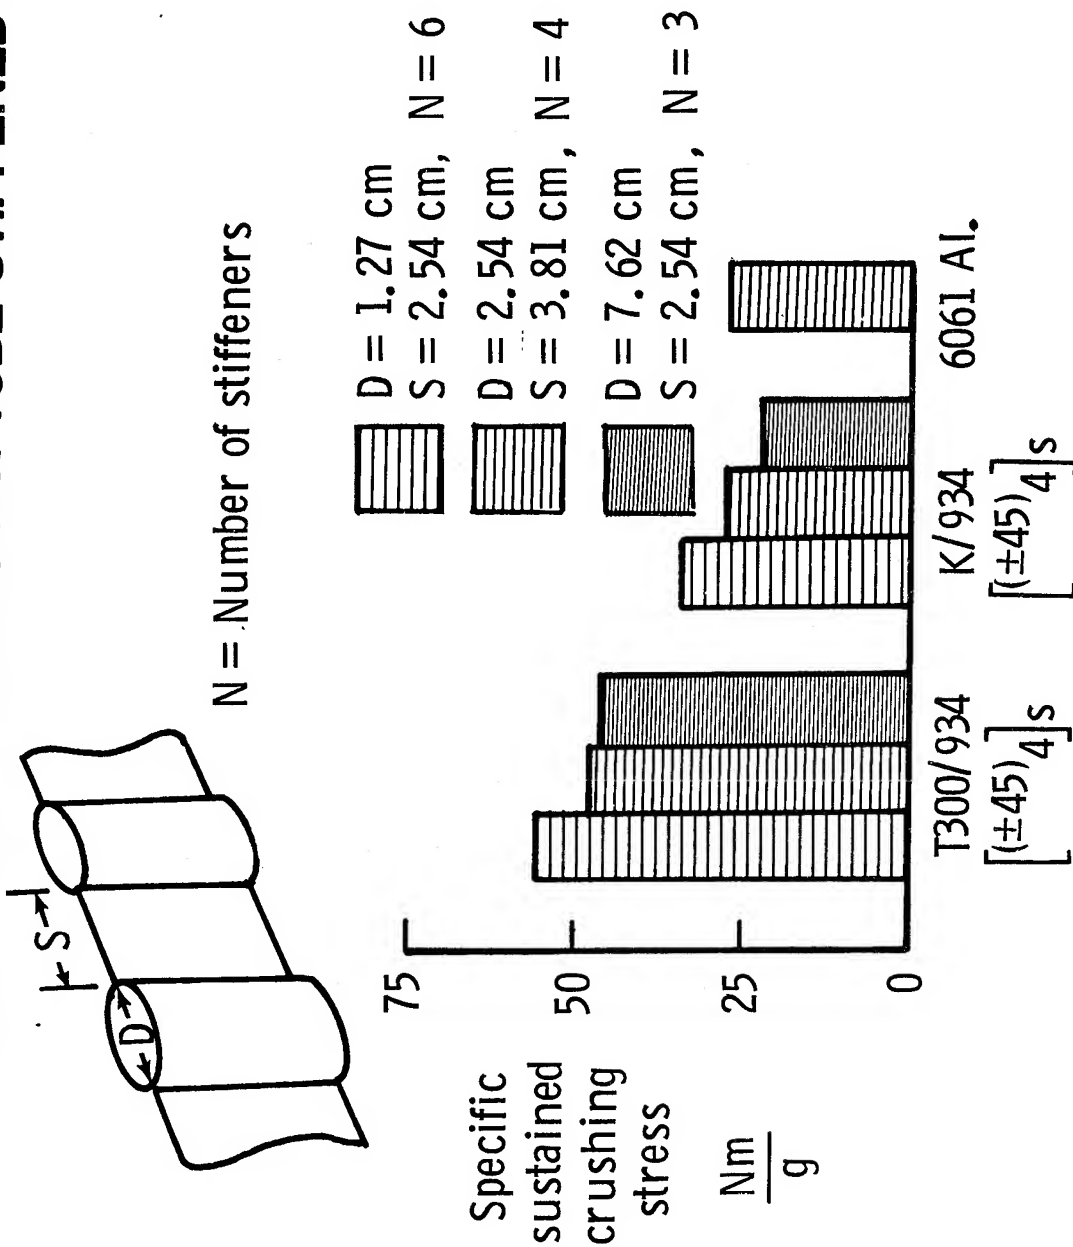 TUBE STIFFENED
N = Number of stiffeners
S
D
D = 1.27 cm
S = 2.54 cm, N = 6
D = 2.54 cm
S = 3.81 cm, N = 4
D = 7.62 cm
S = 2.54 cm, N = 3
Specific
sustained
crushing
stress
Nm
g
75
50
25
0
T300/934
[(±45)4]s
K/934
[(±45)4]s
6061 Al.